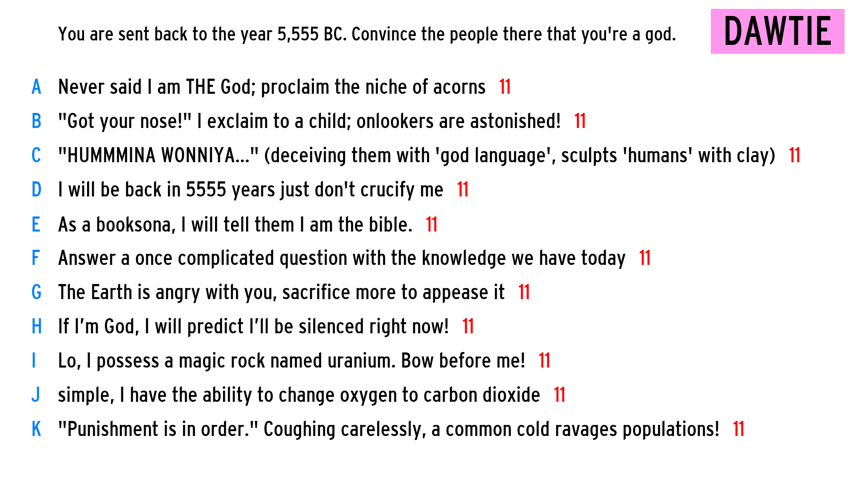 You are sent back to the year 5,555 BC. Convince the people there that you're a god.
DAWTIE
A Never said I am THE God; proclaim the niche of acorns 11
B "Got your nose!" I exclaim to a child; onlookers are astonished! 11
C "HUMMMINA WONNIYA..." (deceiving them with 'god language', sculpts 'humans' with clay) 11
D I will be back in 5555 years just don't crucify me 11
E As a booksona, I will tell them I am the bible. 11
F Answer a once complicated question with the knowledge we have today 11
G The Earth is angry with you, sacrifice more to appease it 11
H If I’m God, I will predict I’ll be silenced right now! 11
I Lo, I possess a magic rock named uranium. Bow before me! 11
J simple, I have the ability to change oxygen to carbon dioxide 11
K "Punishment is in order." Coughing carelessly, a common cold ravages populations! 11